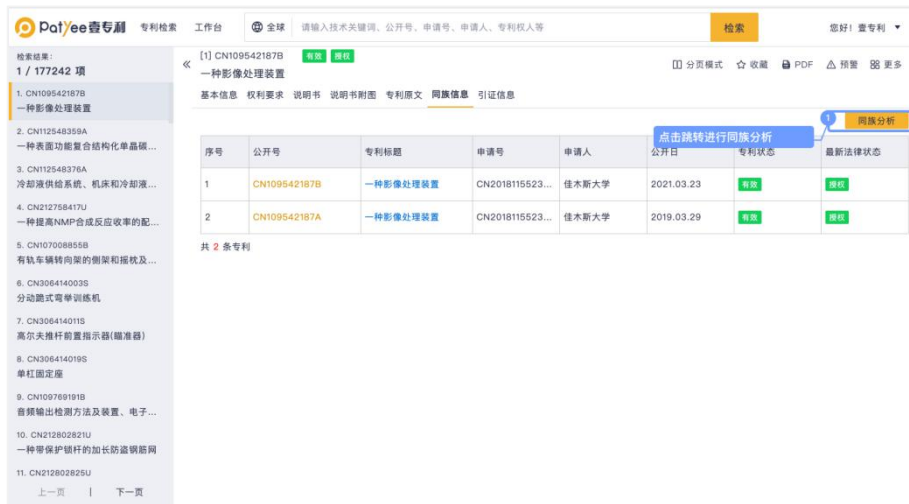 Patyee壹专利 专利检索 工作台 全球 请输入技术关键词、公开号、申请号、申请人、专利权人等 检索 您好！壹专利
检索结果：
1 / 177242 项
1. CN109542187B
一种影像处理装置
2. CN112548359A
一种表面功能复合结构化单晶碳...
3. CN112548376A
冷却液供给系统、机床和冷却液...
4. CN212758417U
一种提高NMP合成反应收率的配...
5. CN107008855B
有轨车辆转向架的侧架和摇枕及...
6. CN306414003S
分动跪式弯举训练机
7. CN306414011S
高尔夫推杆前置指示器(瞄准器)
8. CN306414019S
单杠固定座
9. CN109769191B
音频输出检测方法及装置、电子...
10. CN212802821U
一种带保护锁杆的加长防盗钢筋网
11. CN212802825U
上一页 | 下一页
[1] CN109542187B 有效 授权
一种影像处理装置
分页模式 收藏 PDF 预警 更多
基本信息 权利要求 说明书 说明书附图 专利原文 同族信息 引证信息
1 同族分析
点击跳转进行同族分析
序号 公开号 专利标题 申请号 申请人 公开日 专利状态 最新法律状态
1 CN109542187B 一种影像处理装置 CN2018115523... 佳木斯大学 2021.03.23 有效 授权
2 CN109542187A 一种影像处理装置 CN2018115523... 佳木斯大学 2019.03.29 有效 授权
共 2 条专利